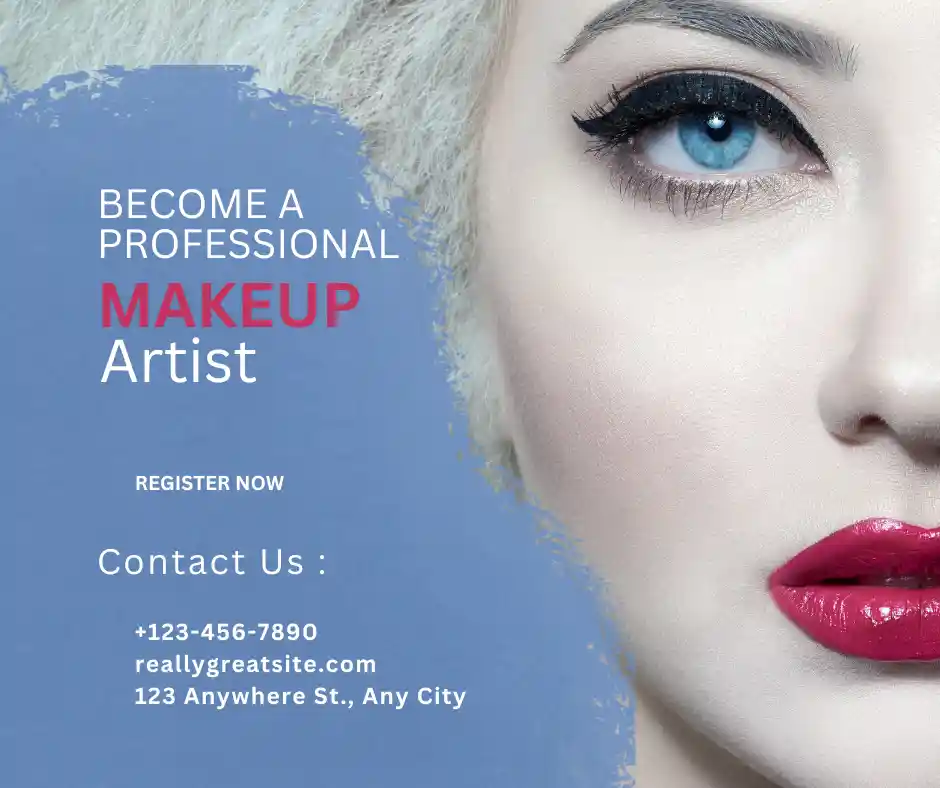 BECOME A
PROFESSIONAL
MAKEUP
Artist
REGISTER NOW
Contact Us :
+123-456-7890
reallygreatsite.com
123 Anywhere St., Any City